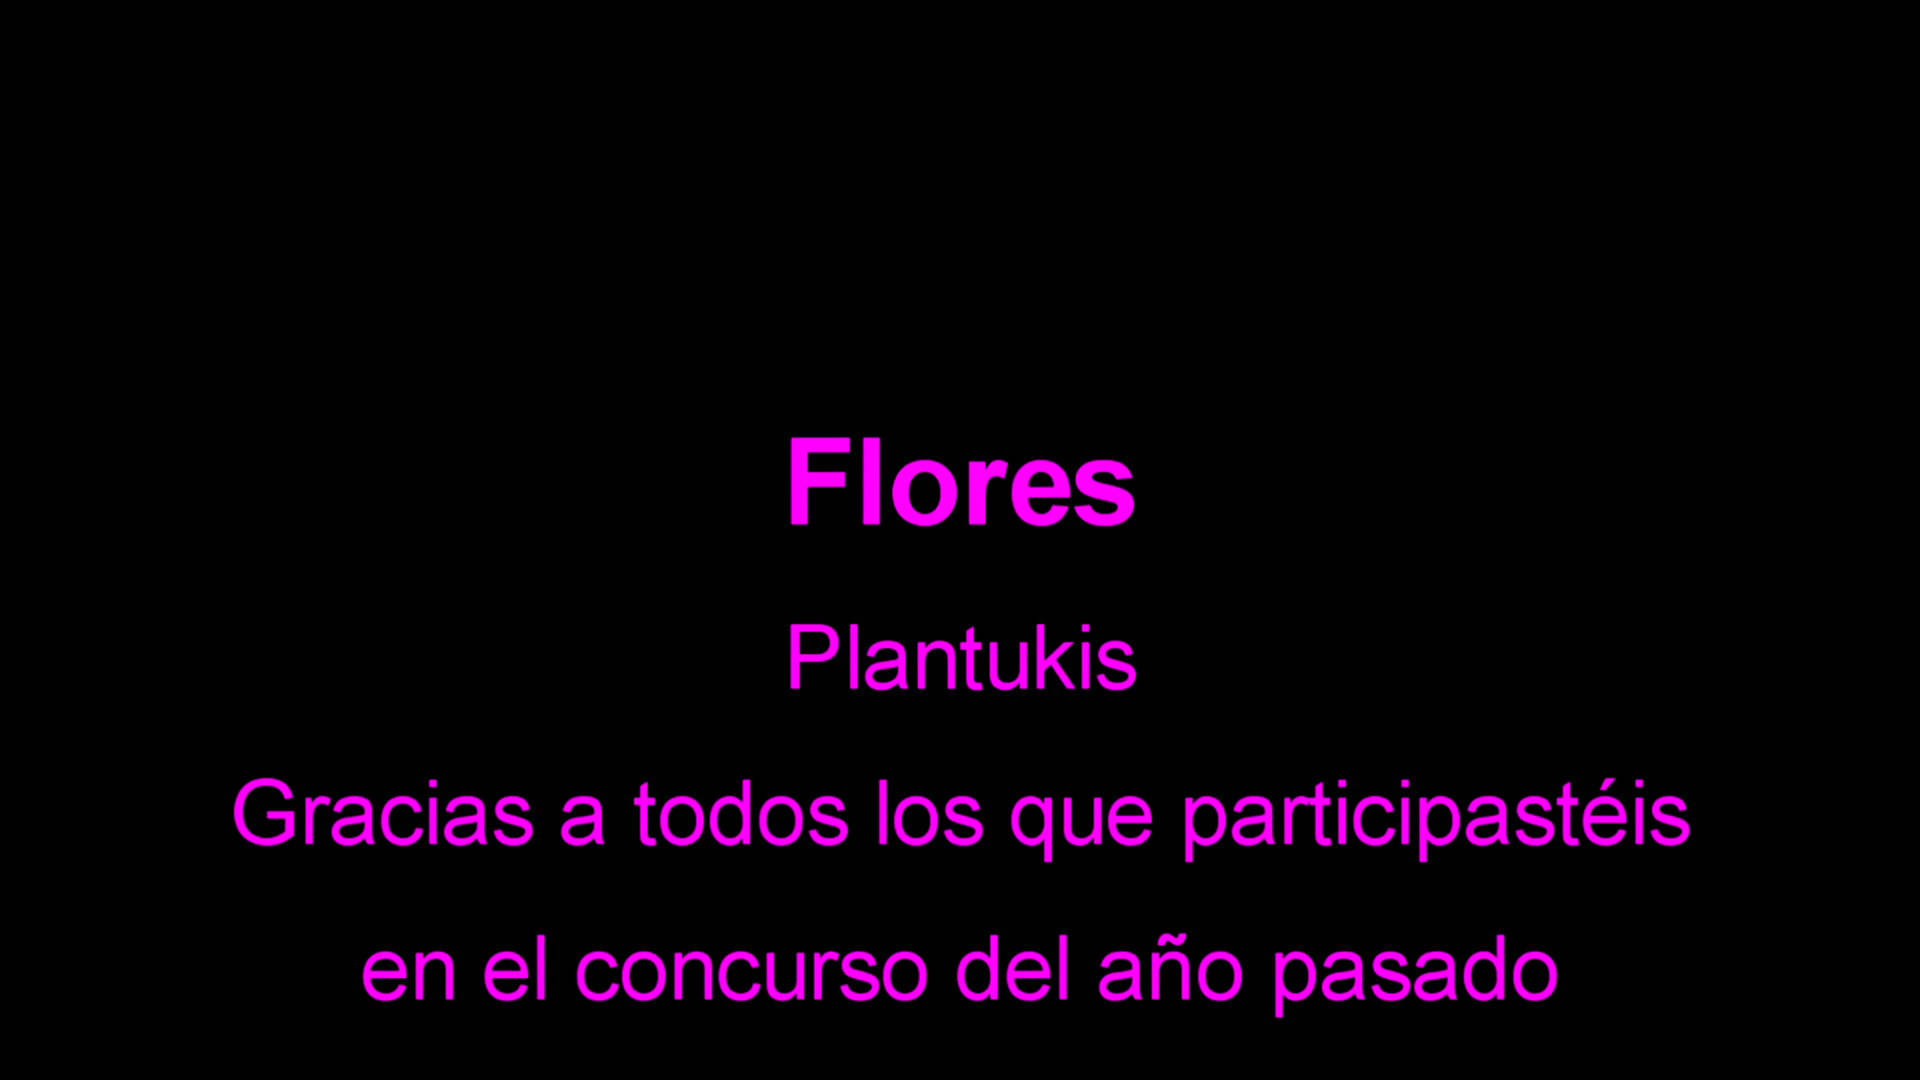 Flores
Plantukis
Gracias a todos los que participastéis
en el concurso del año pasado